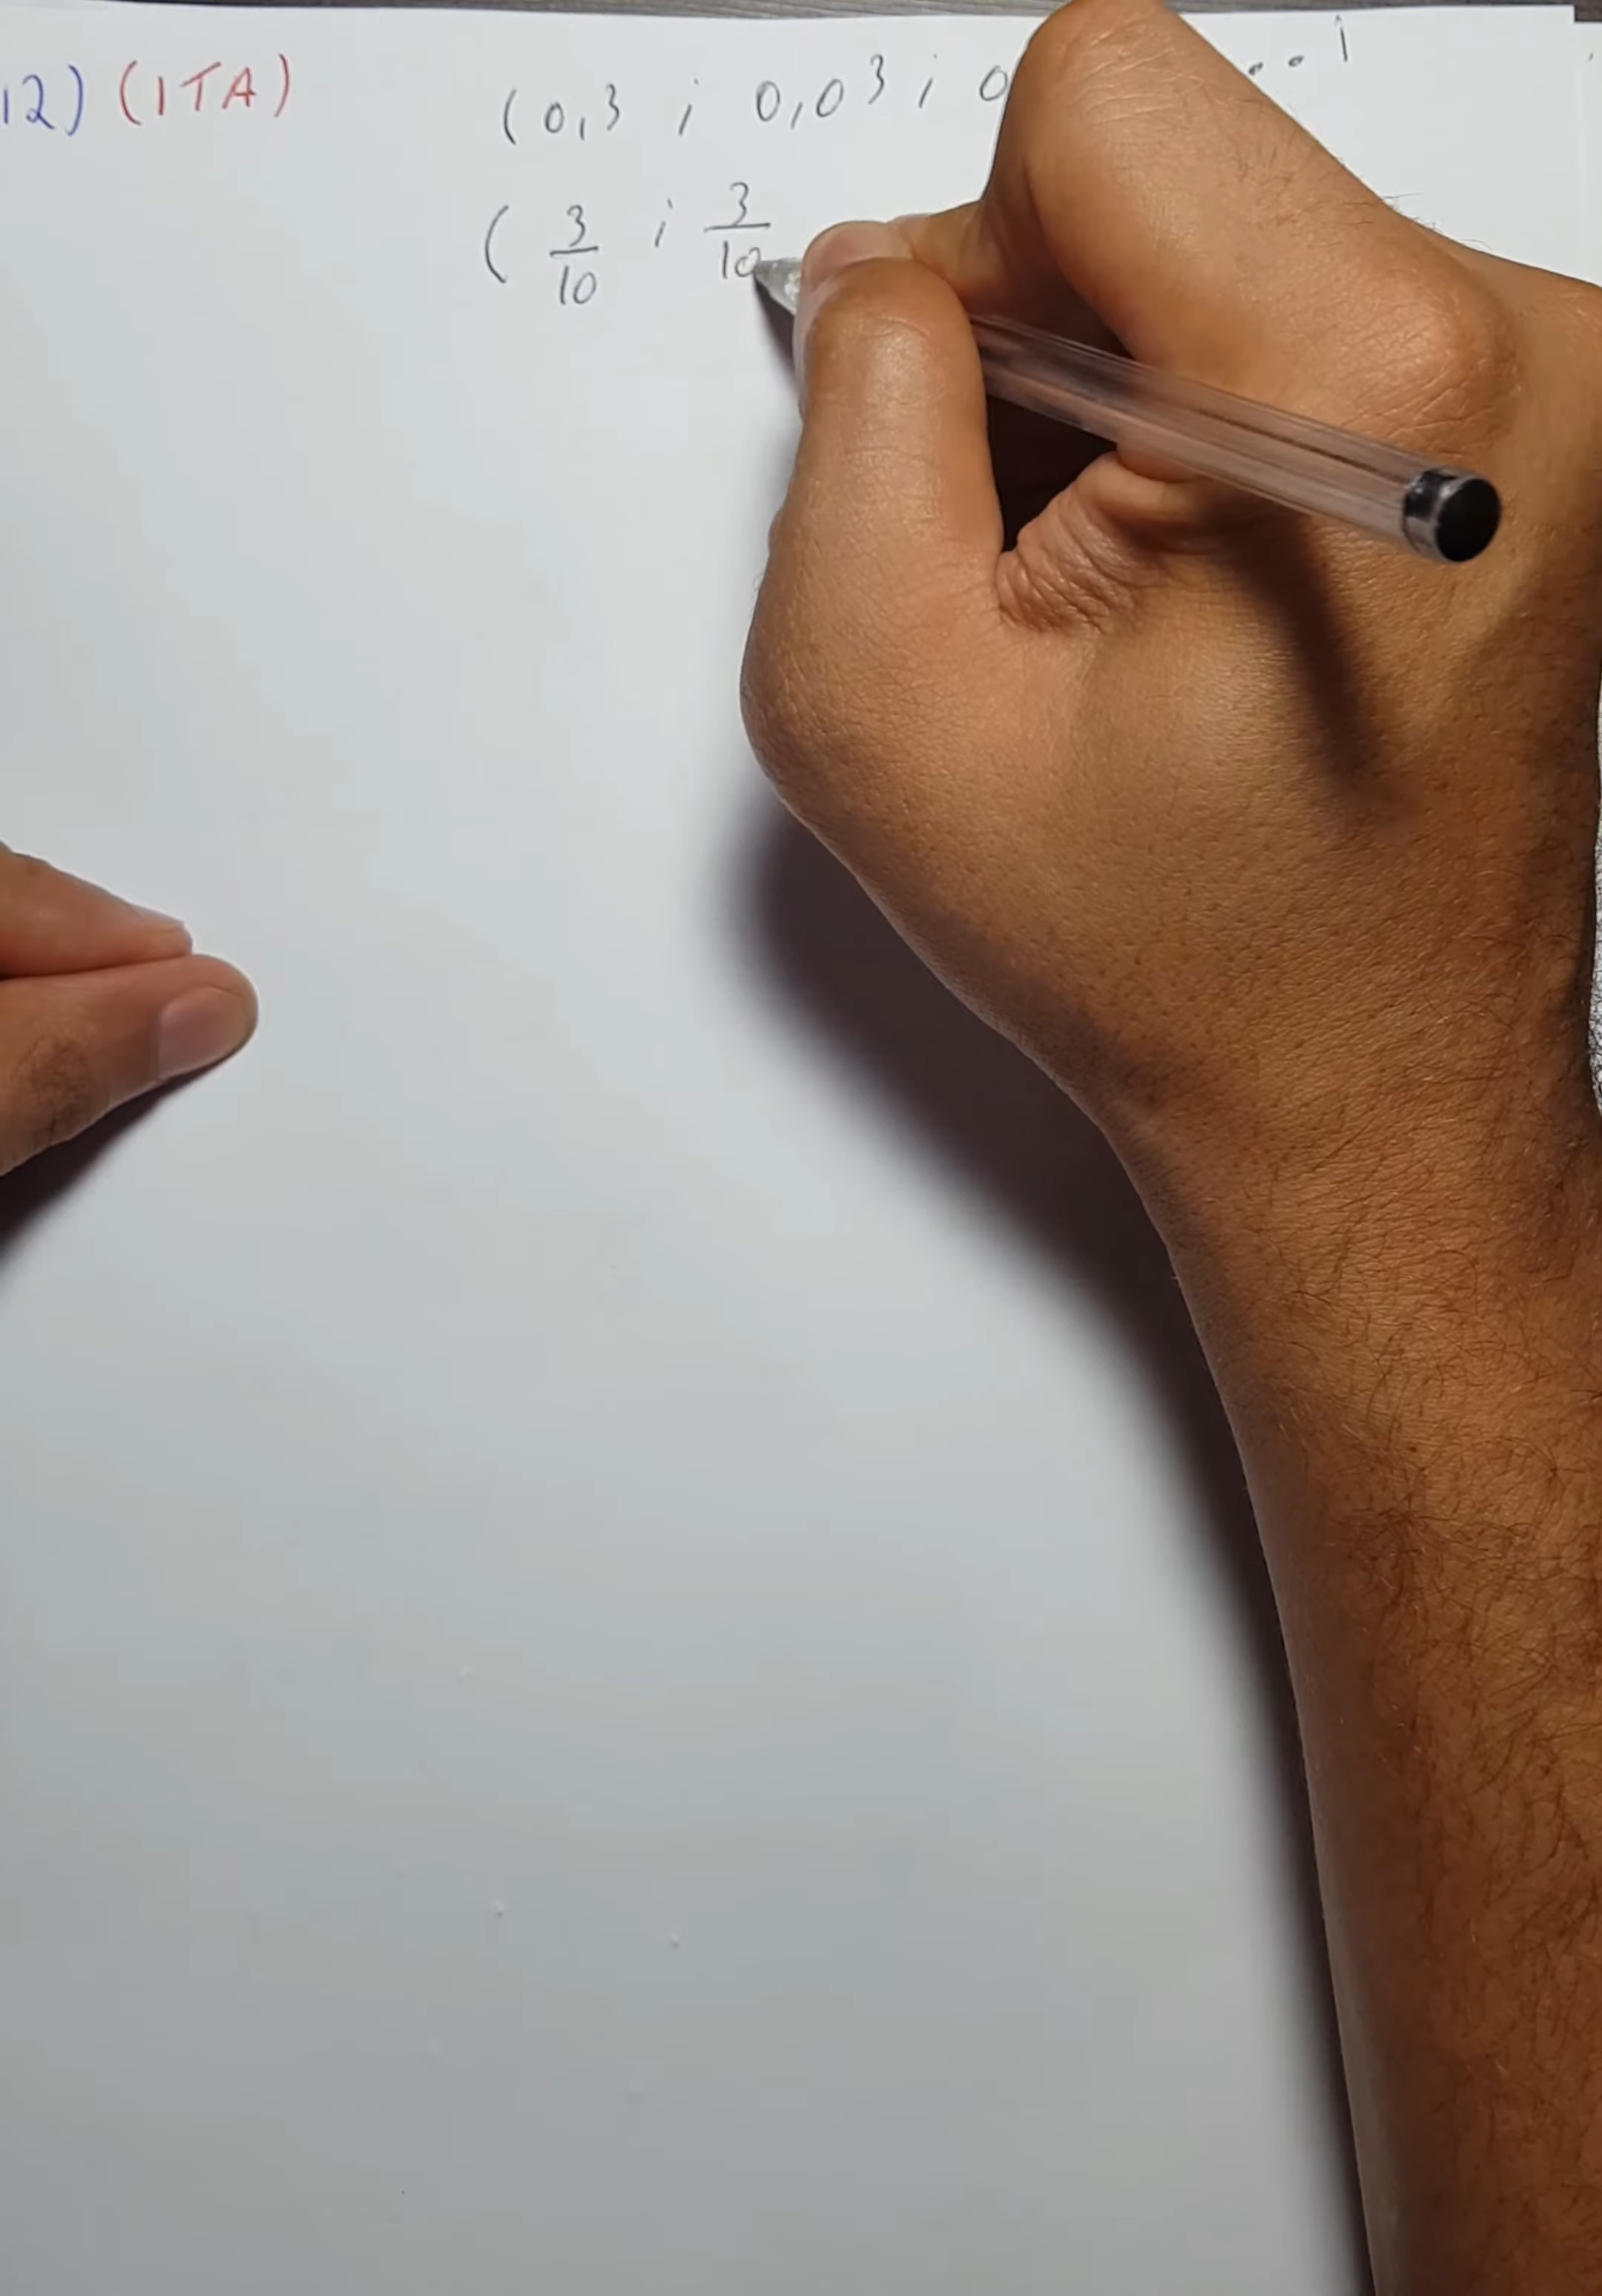 12) (ITA) (0,3 ; 0,03 ; 0 ...
( 3/10 ; 3/10